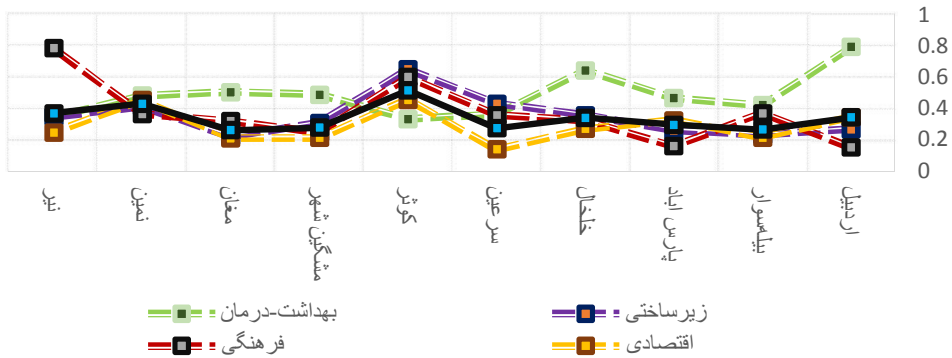 1
0.8
0.6
0.4
0.2
0
اردبیل
بیله‌سوار
پارس اباد
خلخال
سرعین
کوثر
مشگین شهر
مغان
نمین
نیر
زیرساختی
بهداشت-درمان
اقتصادی
فرهنگی